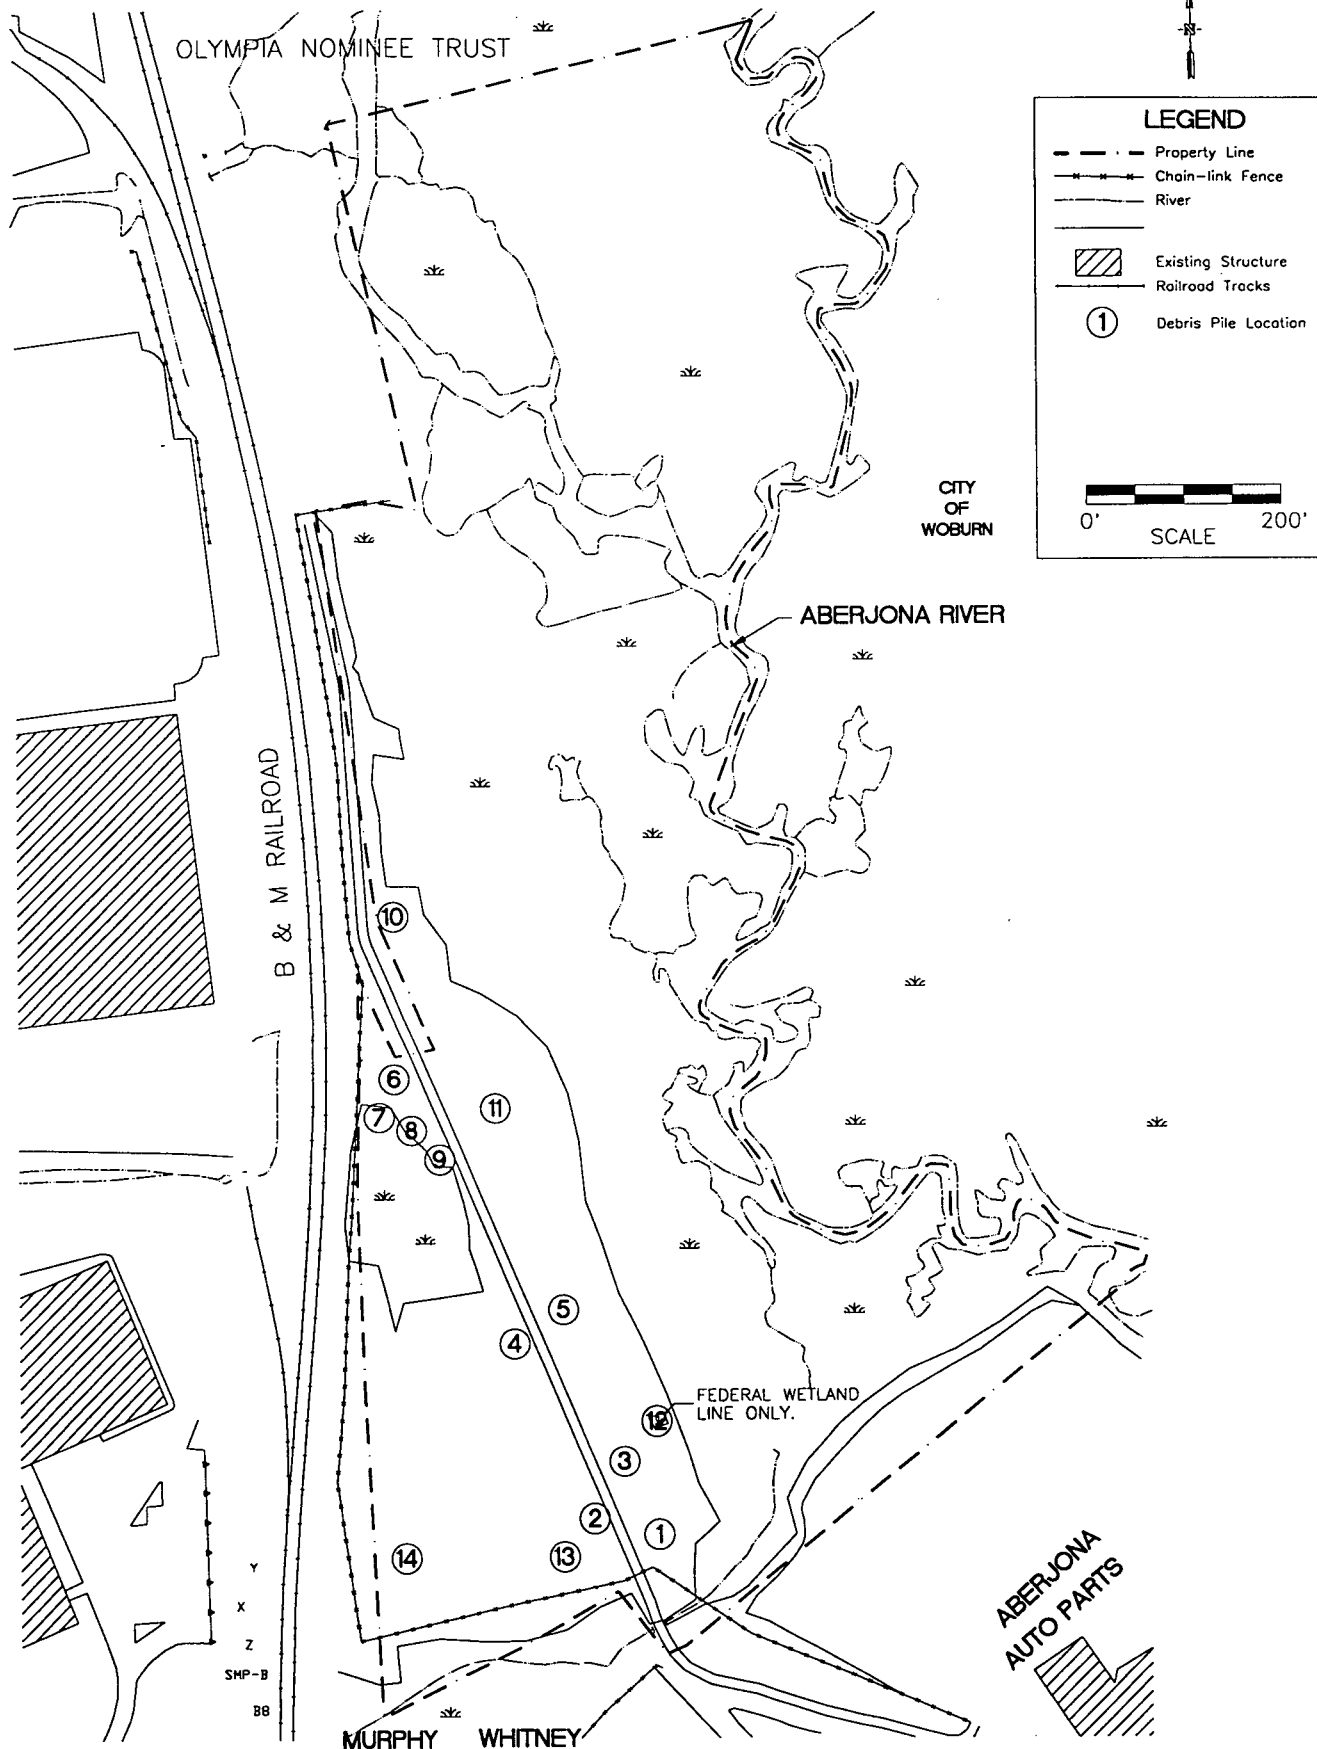 OLYMPIA NOMINEE TRUST
LEGEND
Property Line
Chain-link Fence
River
Existing Structure
Railroad Tracks
1 Debris Pile Location
0' 200'
SCALE
CITY
OF
WOBURN
ABERJONA RIVER
B & M RAILROAD
10
6
11
7
8
9
5
4
FEDERAL WETLAND
LINE ONLY.
12
3
2
1
13
14
Y
X
Z
SMP-B
BB
ABERJONA
AUTO PARTS
MURPHY WHITNEY